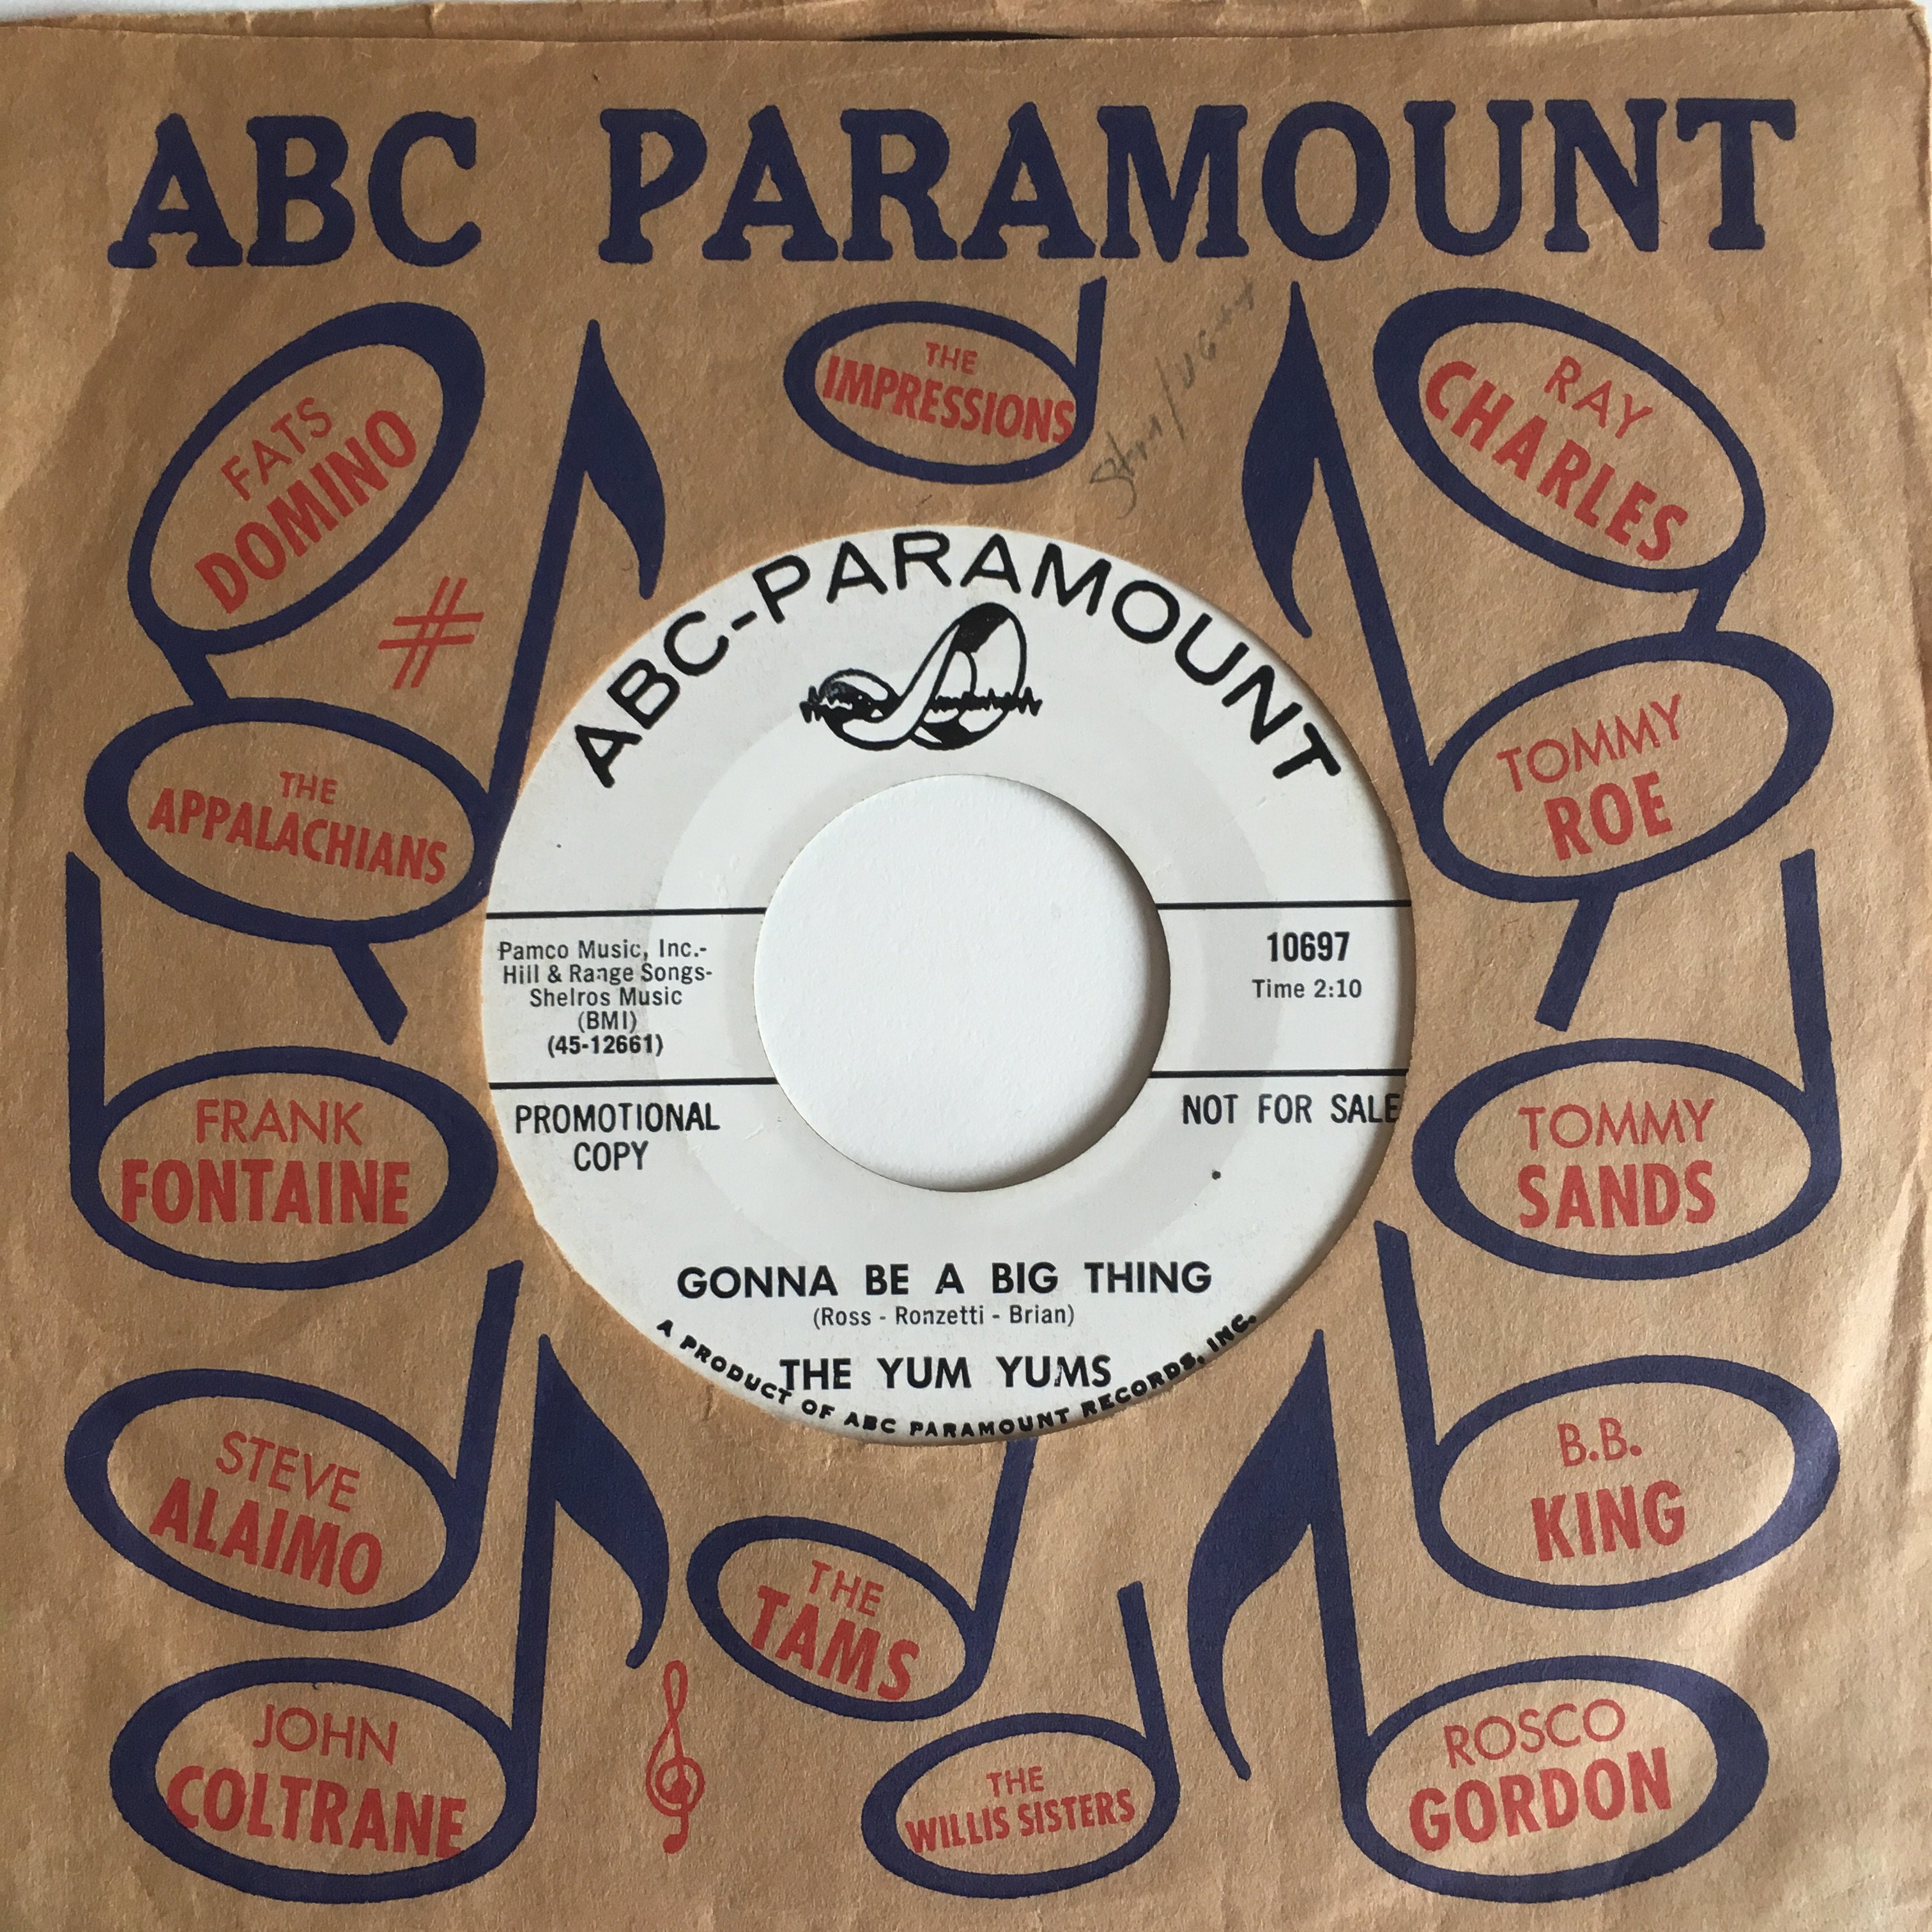 ABC PARAMOUNT
FATS
DOMINO
THE
IMPRESSIONS
RAY
CHARLES
THE
APPALACHIANS
TOMMY
ROE
FRANK
FONTAINE
TOMMY
SANDS
STEVE
ALAIMO
B.B.
KING
THE
TAMS
JOHN
COLTRANE
THE
WILLIS SISTERS
ROSCO
GORDON
ABC-PARAMOUNT
Pamco Music, Inc.-
Hill & Range Songs-
Shelros Music
(BMI)
(45-12661)
10697
Time 2:10
PROMOTIONAL
COPY
NOT FOR SALE
GONNA BE A BIG THING
(Ross - Ronzetti - Brian)
THE YUM YUMS
A PRODUCT OF ABC PARAMOUNT RECORDS, INC.